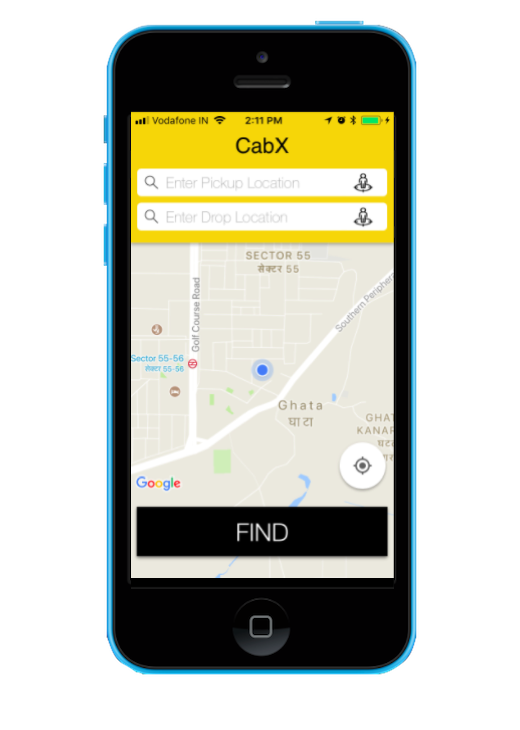 Vodafone IN
2:11 PM
CabX
Enter Pickup Location
Enter Drop Location
SECTOR 55
सेक्टर 55
Golf Course Road
Southern Periphe
Sector 55-56
सेक्टर 55-56
Ghata
घाटा
GHAT
KANAR
घाट
Google
FIND